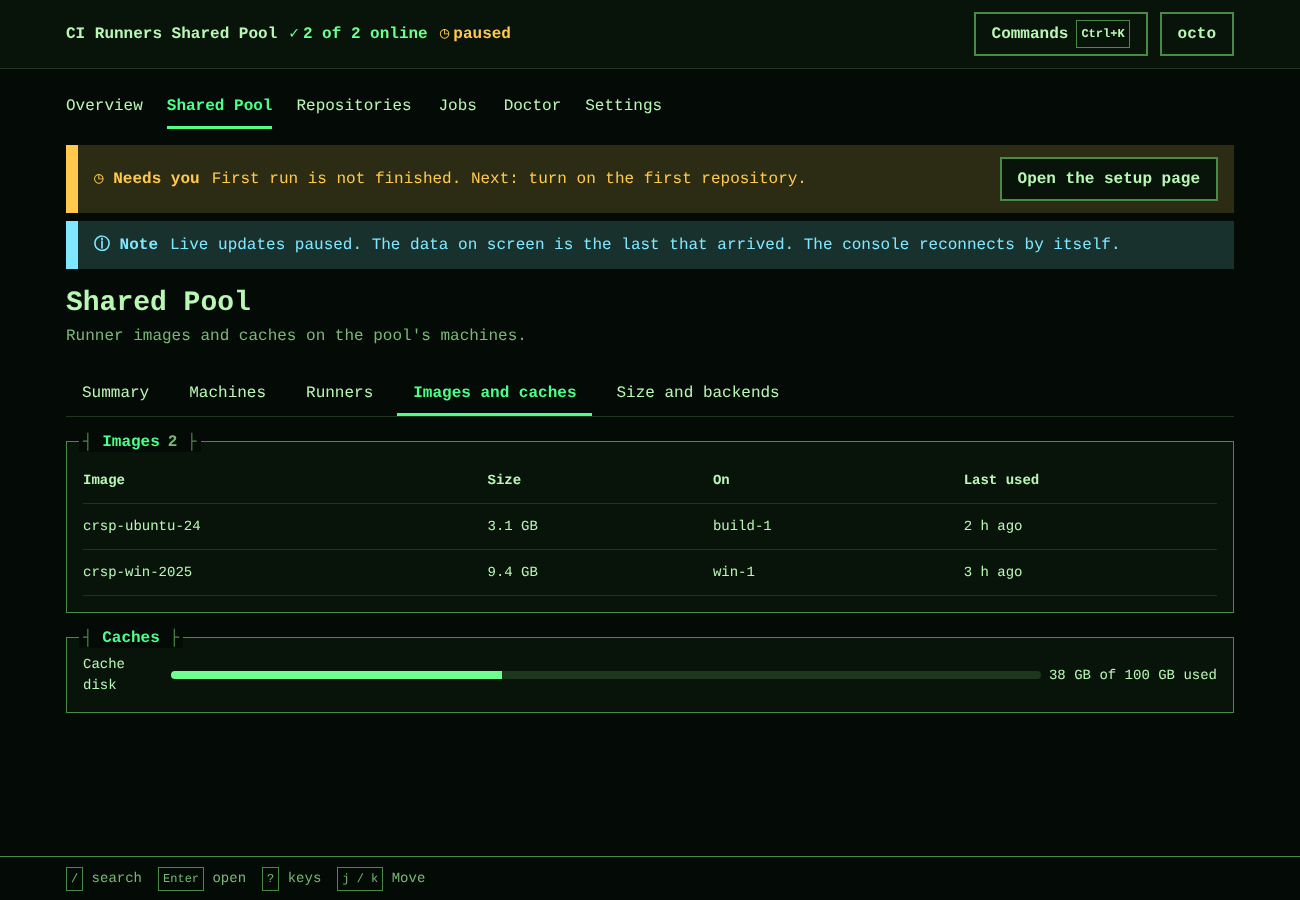 CI Runners Shared Pool ✓ 2 of 2 online ◷ paused
Commands Ctrl+K octo
Overview Shared Pool Repositories Jobs Doctor Settings
◷ Needs you First run is not finished. Next: turn on the first repository. Open the setup page
ⓘ Note Live updates paused. The data on screen is the last that arrived. The console reconnects by itself.
Shared Pool
Runner images and caches on the pool's machines.
Summary Machines Runners Images and caches Size and backends
Images 2
Image Size On Last used
crsp-ubuntu-24 3.1 GB build-1 2 h ago
crsp-win-2025 9.4 GB win-1 3 h ago
Caches
Cache disk 38 GB of 100 GB used
/ search Enter open ? keys j / k Move